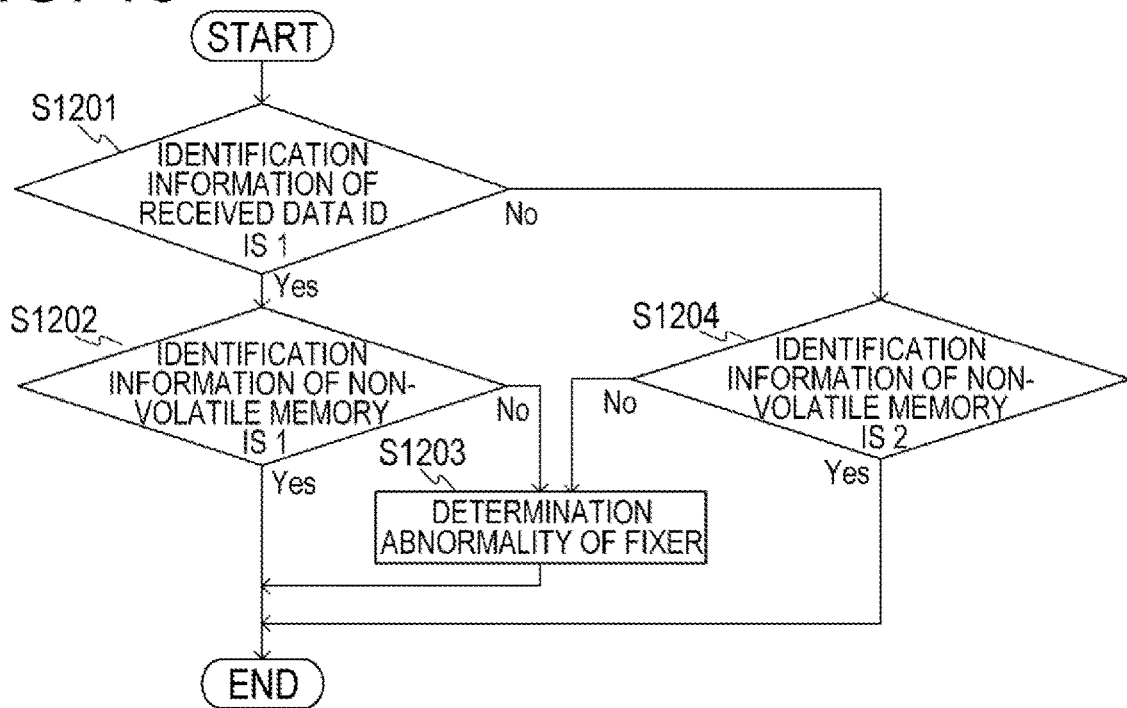 START
S1201
IDENTIFICATION
INFORMATION OF
RECEIVED DATA ID
IS 1
No
Yes
S1202
IDENTIFICATION
INFORMATION OF NON-
VOLATILE MEMORY
IS 1
No
Yes
S1204
IDENTIFICATION
INFORMATION OF NON-
VOLATILE MEMORY
IS 2
No
Yes
S1203
DETERMINATION
ABNORMALITY OF FIXER
END